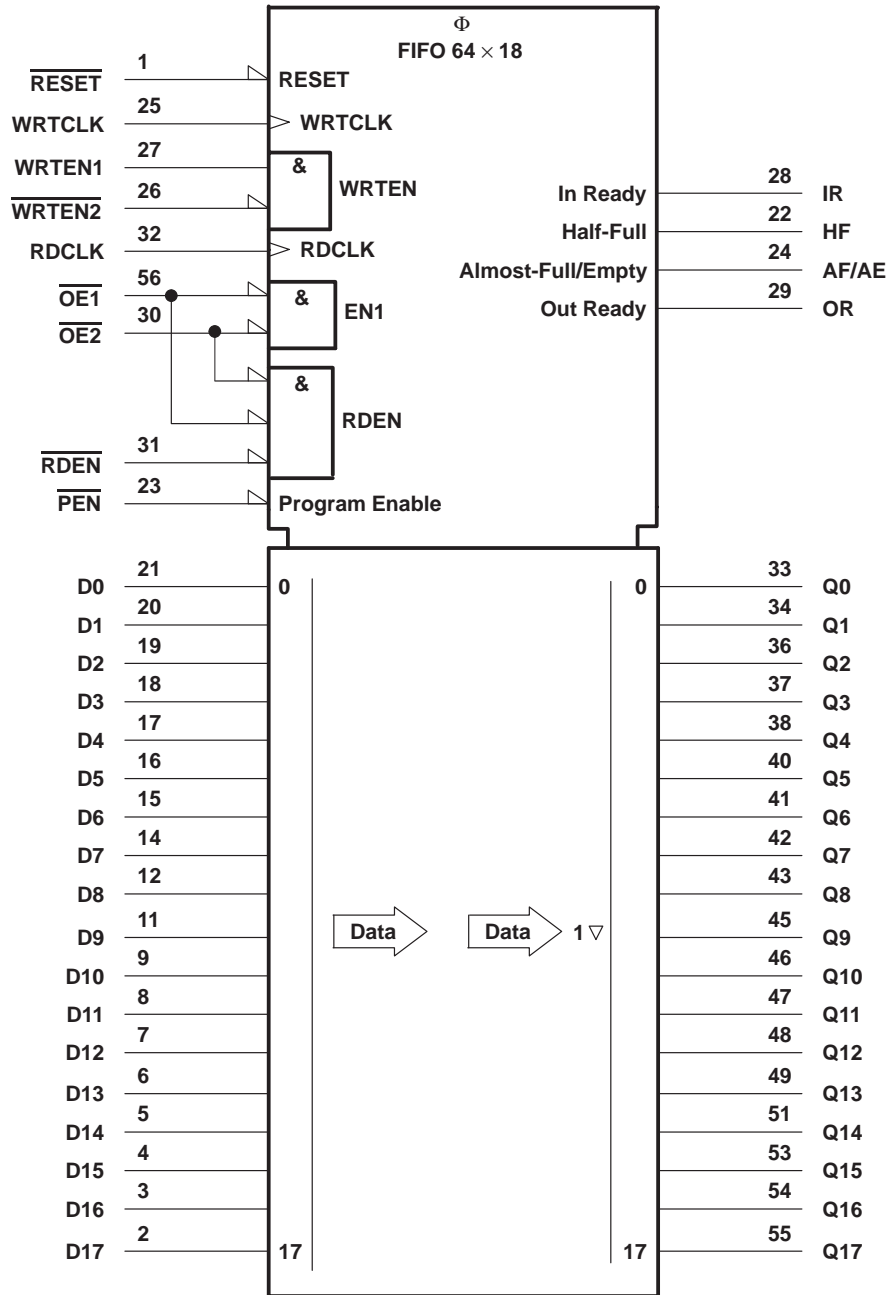 Φ
FIFO 64 × 18
RESET 1 RESET
WRTCLK 25 WRTCLK
WRTEN1 27 & WRTEN
WRTEN2 26
RDCLK 32 RDCLK
OE1 56 & EN1
OE2 30
& RDEN
RDEN 31
PEN 23 Program Enable
In Ready 28 IR
Half-Full 22 HF
Almost-Full/Empty 24 AF/AE
Out Ready 29 OR
D0 21 0 0 33 Q0
D1 20 34 Q1
D2 19 36 Q2
D3 18 37 Q3
D4 17 38 Q4
D5 16 40 Q5
D6 15 41 Q6
D7 14 42 Q7
D8 12 43 Q8
D9 11 Data Data 1 ▽ 45 Q9
D10 9 46 Q10
D11 8 47 Q11
D12 7 48 Q12
D13 6 49 Q13
D14 5 51 Q14
D15 4 53 Q15
D16 3 54 Q16
D17 2 17 17 55 Q17